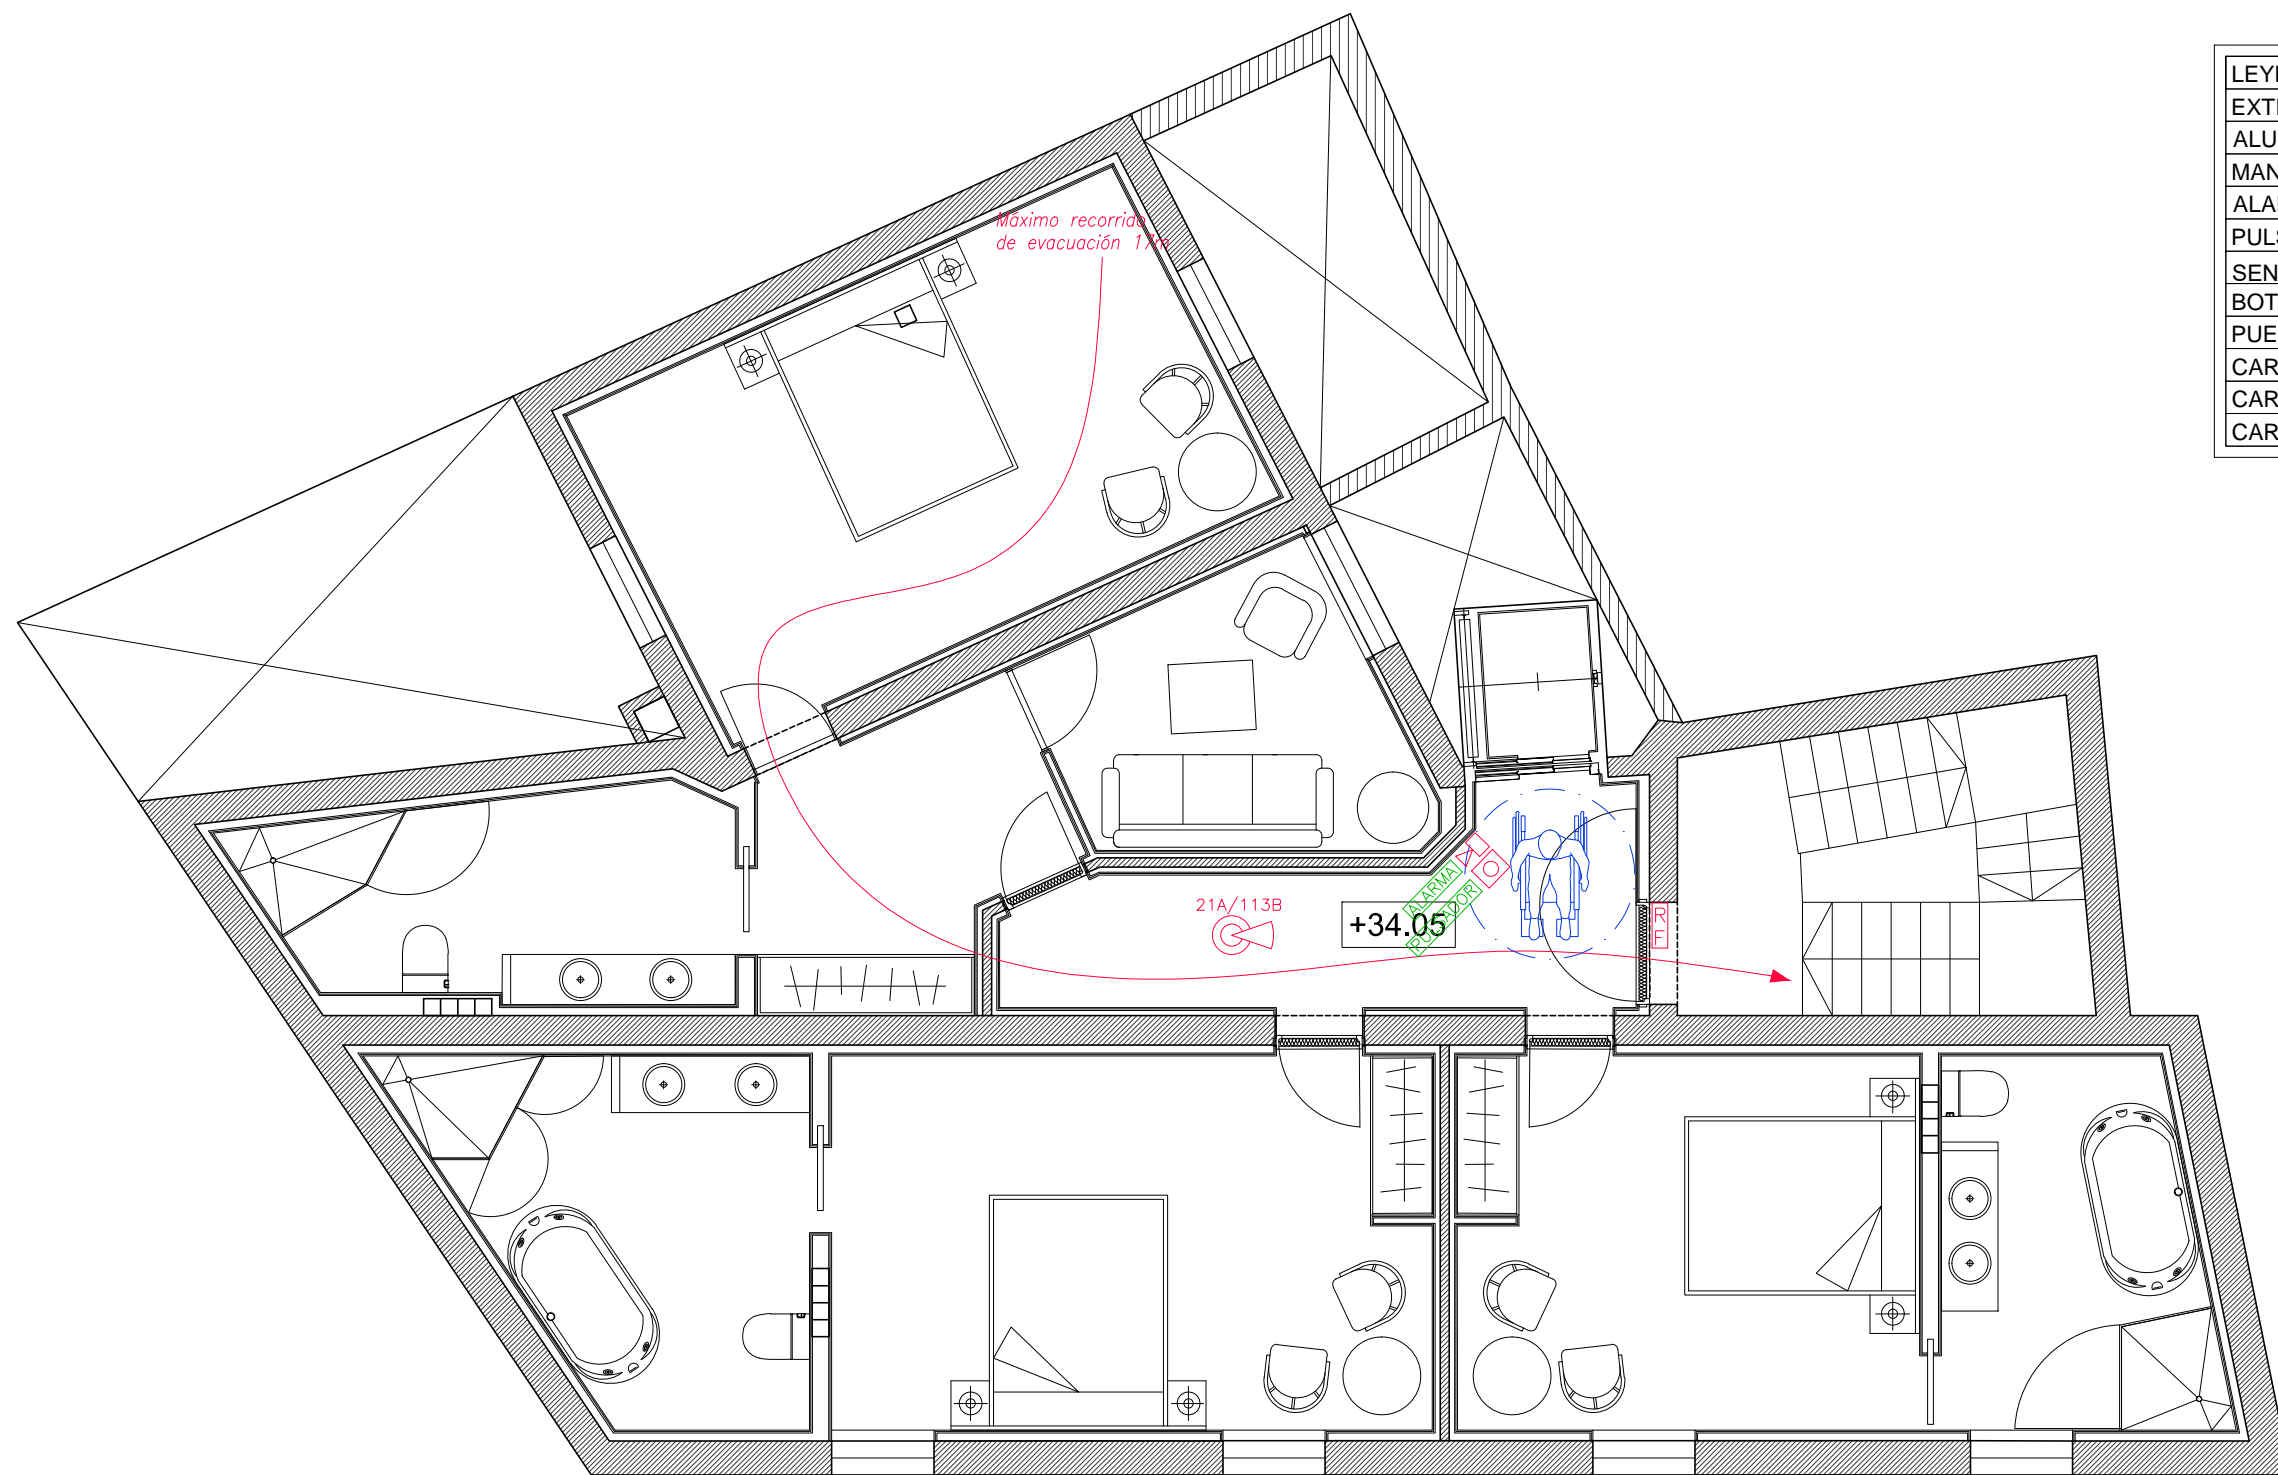 Máximo recorrido
de evacuación 17m
21A/113B
+34.05
ALARMA
PULSADOR
R
F
LEY
EXT
ALU
MAN
ALA
PUL
SEN
BOT
PUE
CAR
CAR
CAR